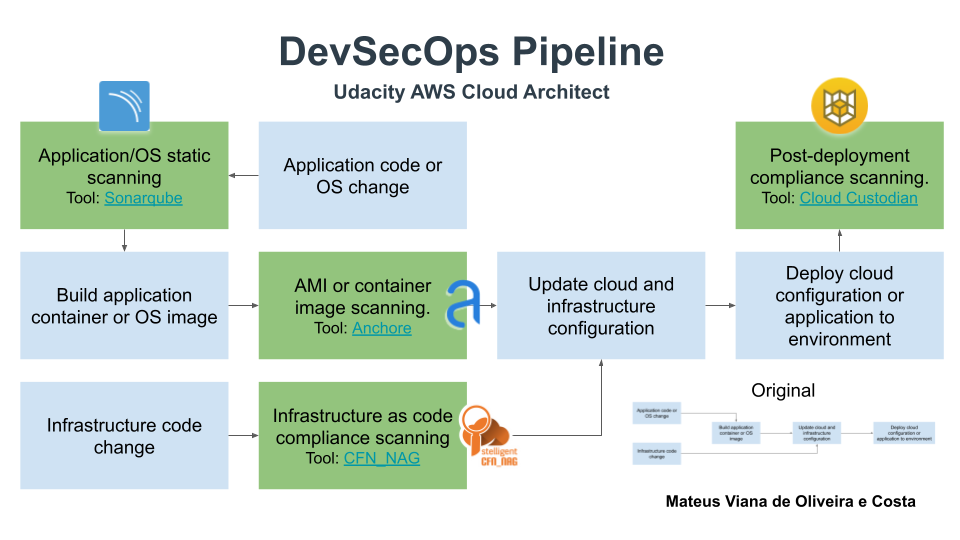 DevSecOps Pipeline
Udacity AWS Cloud Architect
Application/OS static
scanning
Tool: Sonarqube
Application code or
OS change
Post-deployment
compliance scanning.
Tool: Cloud Custodian
Build application
container or OS image
AMI or container
image scanning.
Tool: Anchore
Update cloud and
infrastructure
configuration
Deploy cloud
configuration or
application to
environment
Infrastructure code
change
Infrastructure as code
compliance scanning
Tool: CFN_NAG
stelligent
CFN_NAG
Original
Application code or
OS change
Build application
container or OS
image
Update cloud and
infrastructure
configuration
Deploy cloud
configuration or
application to environment
Infrastructure code
change
Mateus Viana de Oliveira e Costa